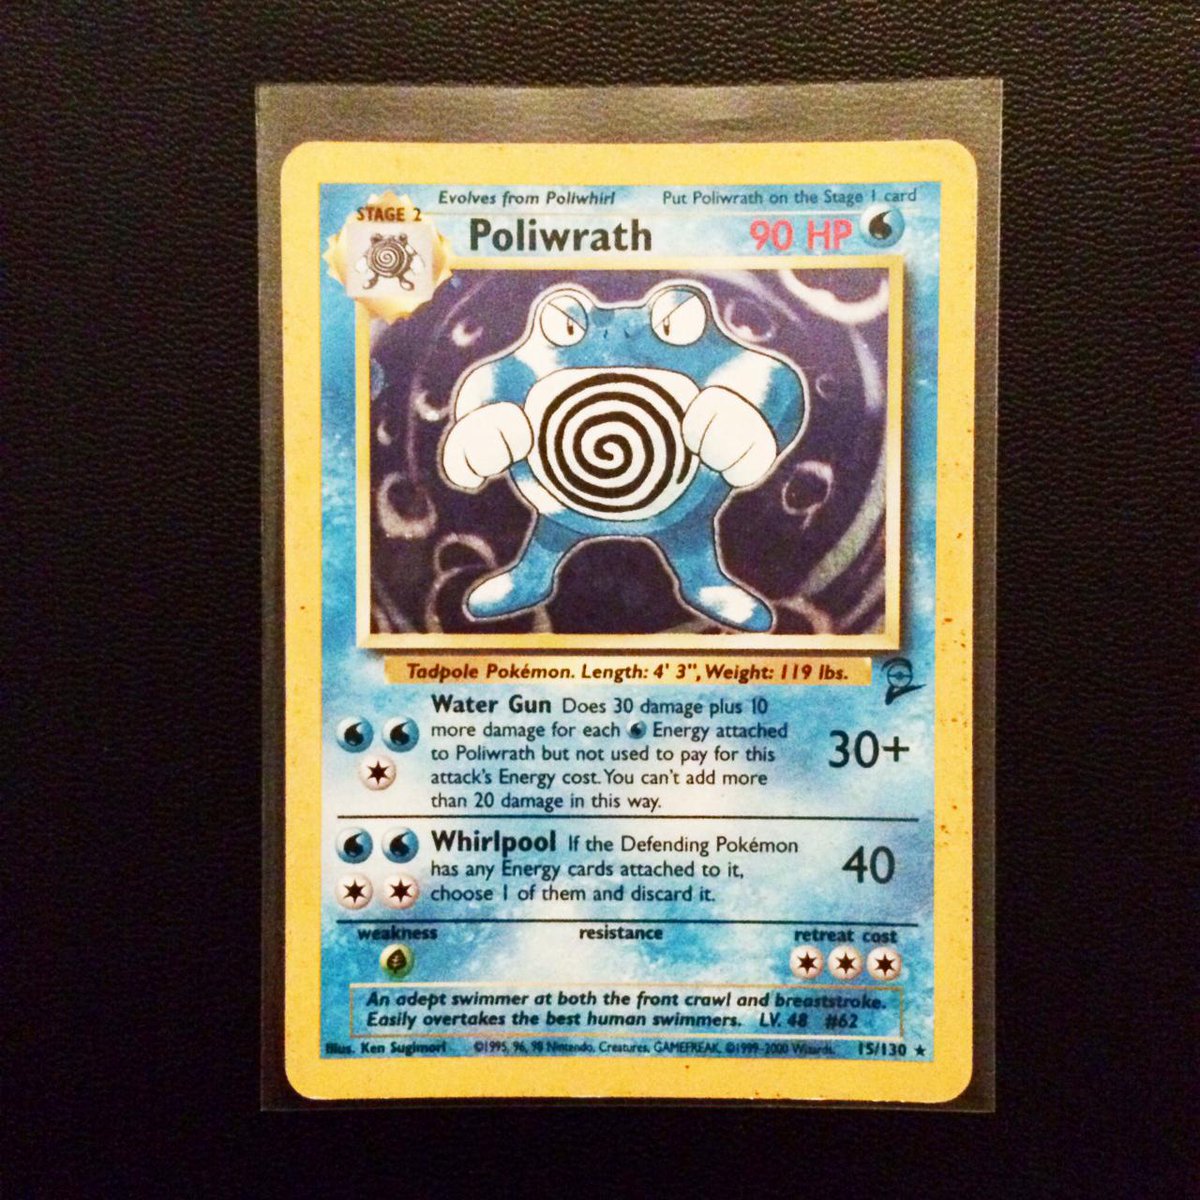 Evolves from Poliwhirl Put Poliwrath on the Stage 1 card
STAGE 2
Poliwrath 90 HP
Tadpole Pokémon. Length: 4' 3", Weight: 119 lbs.
Water Gun Does 30 damage plus 10
more damage for each Energy attached
to Poliwrath but not used to pay for this
attack's Energy cost. You can't add more
than 20 damage in this way.
30+
Whirlpool If the Defending Pokémon
has any Energy cards attached to it,
choose 1 of them and discard it.
40
weakness resistance retreat cost
An adept swimmer at both the front crawl and breaststroke.
Easily overtakes the best human swimmers. LV. 48 #62
Illus. Ken Sugimori ©1995, 96, 98 Nintendo, Creatures, GAMEFREAK. ©1999-2000 Wizards. 15/130